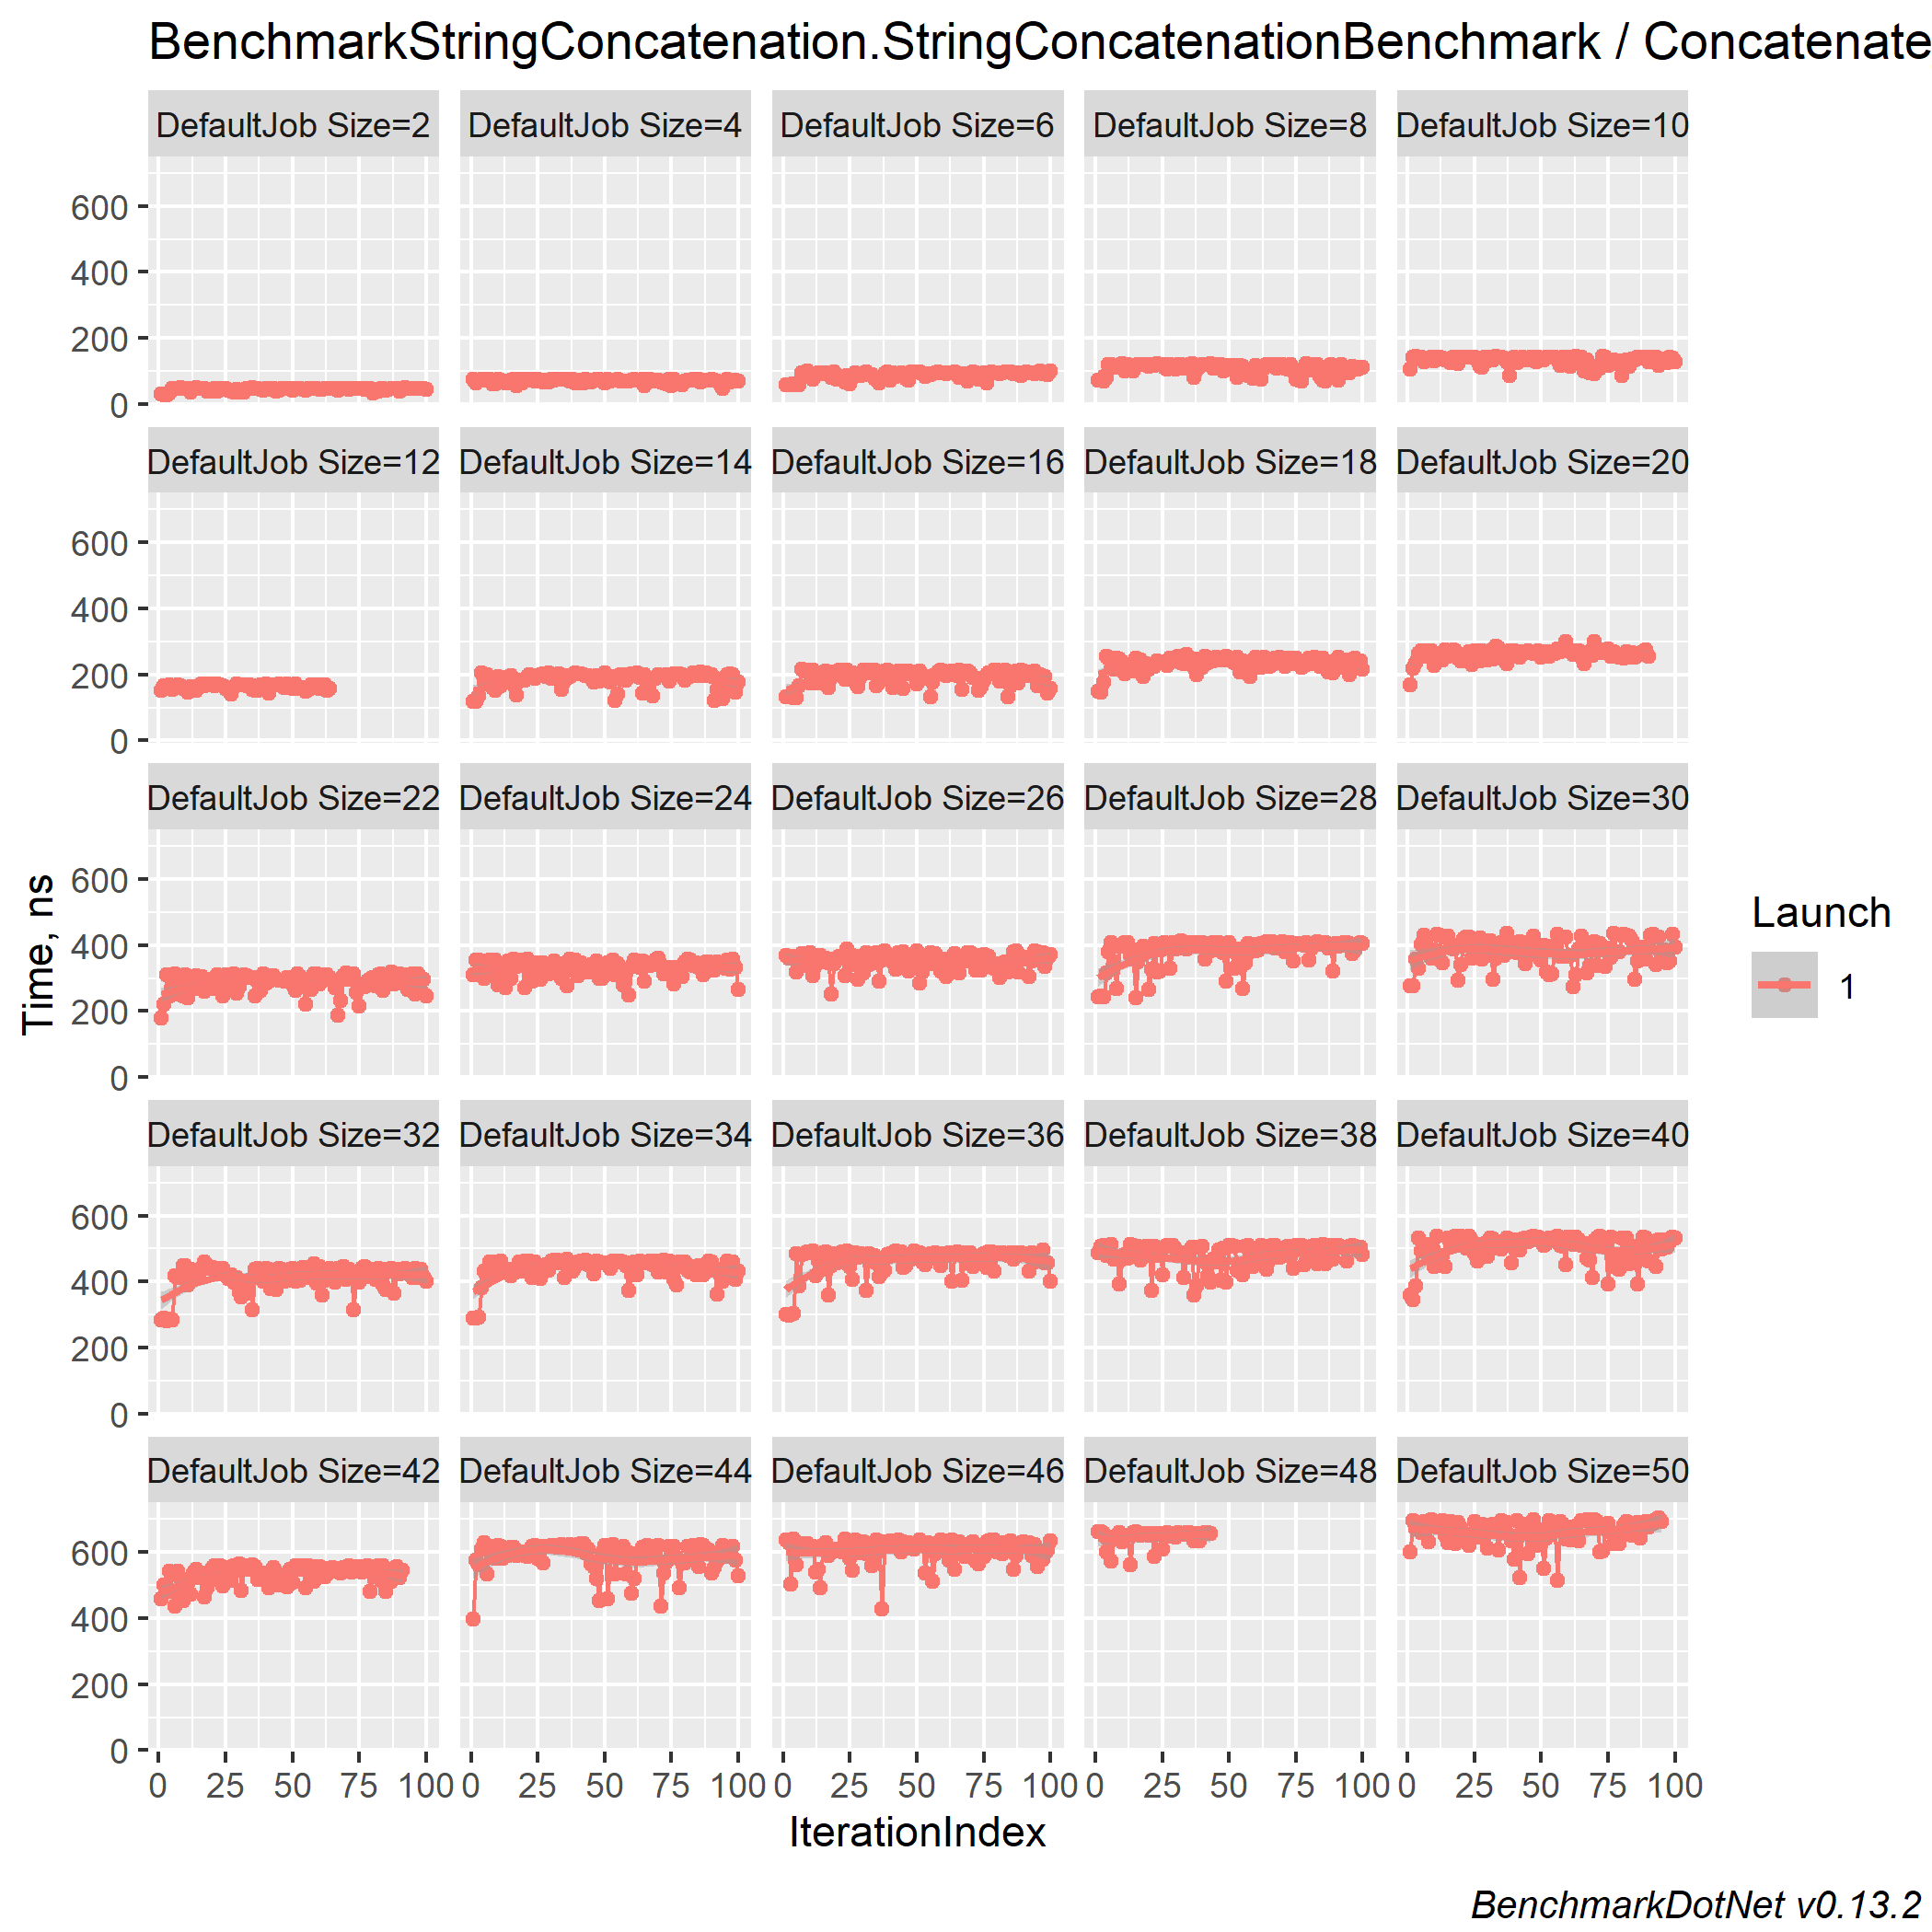 BenchmarkStringConcatenation.StringConcatenationBenchmark / Concatenate
DefaultJob Size=2 DefaultJob Size=4 DefaultJob Size=6 DefaultJob Size=8 DefaultJob Size=10
600
400
200
0
DefaultJob Size=12 DefaultJob Size=14 DefaultJob Size=16 DefaultJob Size=18 DefaultJob Size=20
600
400
200
0
DefaultJob Size=22 DefaultJob Size=24 DefaultJob Size=26 DefaultJob Size=28 DefaultJob Size=30
600
400
200
0
Time, ns
Launch
1
DefaultJob Size=32 DefaultJob Size=34 DefaultJob Size=36 DefaultJob Size=38 DefaultJob Size=40
600
400
200
0
DefaultJob Size=42 DefaultJob Size=44 DefaultJob Size=46 DefaultJob Size=48 DefaultJob Size=50
600
400
200
0
0 25 50 75 100 0 25 50 75 100 0 25 50 75 100 0 25 50 75 100 0 25 50 75 100
IterationIndex
BenchmarkDotNet v0.13.2